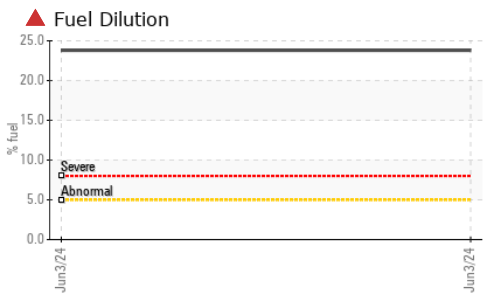 Fuel Dilution
25.0
20.0
15.0
10.0
5.0
0.0
% fuel
Severe
Abnormal
Jun3/24
Jun3/24